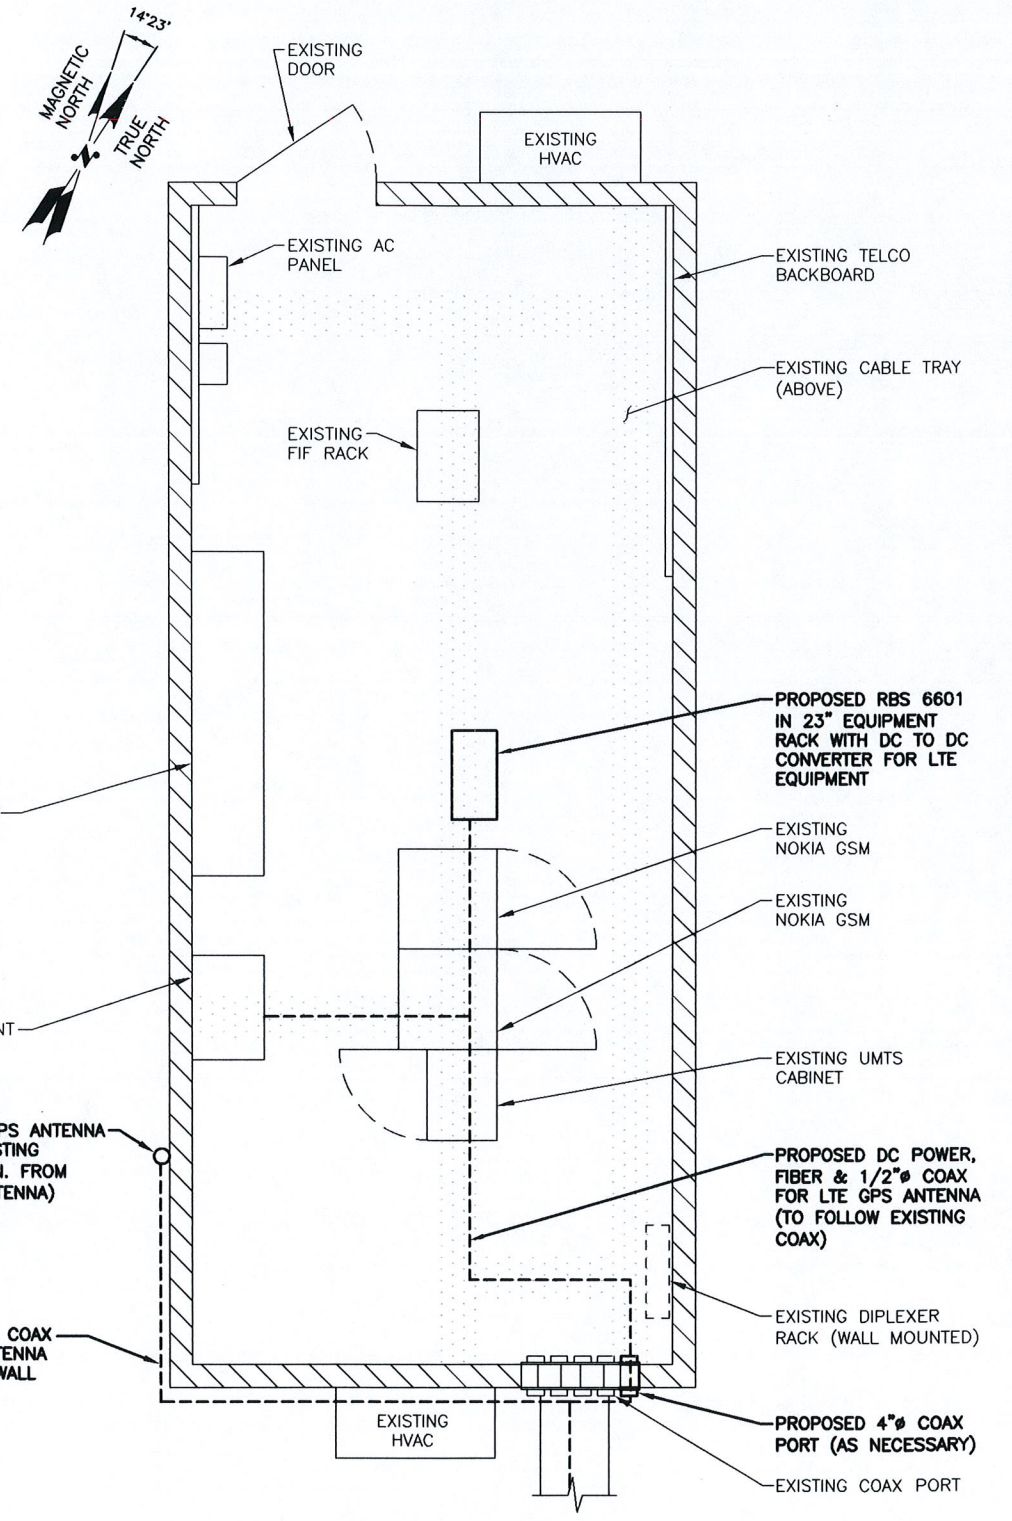 14°23'
MAGNETIC
NORTH
TRUE
NORTH
N
EXISTING
DOOR
EXISTING
HVAC
EXISTING AC
PANEL
EXISTING TELCO
BACKBOARD
EXISTING CABLE TRAY
(ABOVE)
EXISTING
FIF RACK
PROPOSED RBS 6601
IN 23" EQUIPMENT
RACK WITH DC TO DC
CONVERTER FOR LTE
EQUIPMENT
EXISTING
NOKIA GSM
EXISTING
NOKIA GSM
NT
EXISTING UMTS
CABINET
PS ANTENNA
STING
N. FROM
TENNA)
PROPOSED DC POWER,
FIBER & 1/2"ø COAX
FOR LTE GPS ANTENNA
(TO FOLLOW EXISTING
COAX)
COAX
TENNA
WALL
EXISTING DIPLEXER
RACK (WALL MOUNTED)
EXISTING
HVAC
PROPOSED 4"ø COAX
PORT (AS NECESSARY)
EXISTING COAX PORT